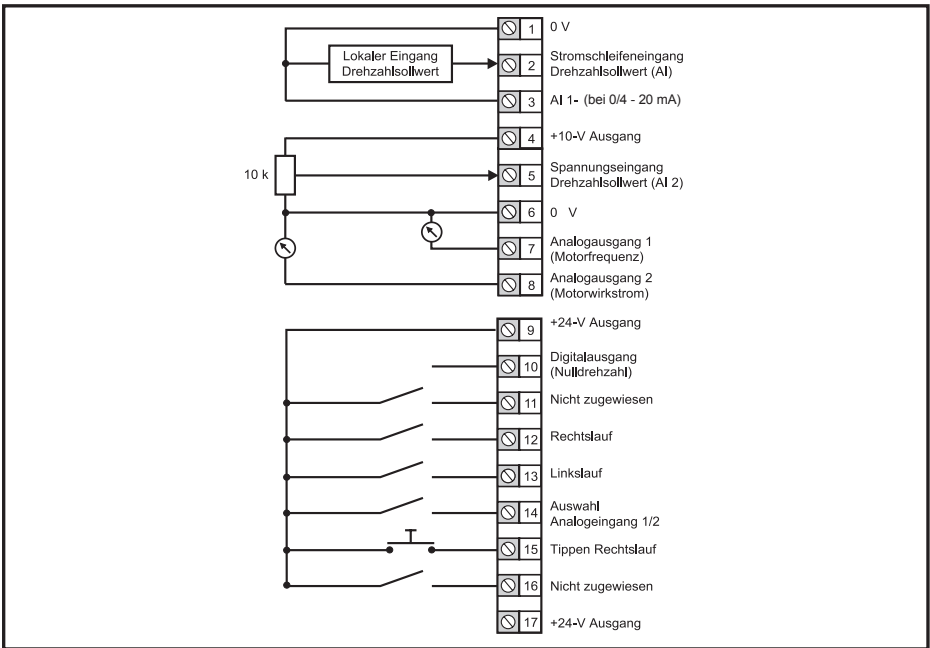 1 0 V
Lokaler Eingang
Drehzahlsollwert
2 Stromschleifeneingang
Drehzahlsollwert (AI)
3 AI 1- (bei 0/4 - 20 mA)
4 +10-V Ausgang
10 k
5 Spannungseingang
Drehzahlsollwert (AI 2)
6 0 V
7 Analogausgang 1
(Motorfrequenz)
8 Analogausgang 2
(Motorwirkstrom)
9 +24-V Ausgang
10 Digitalausgang
(Nulldrehzahl)
11 Nicht zugewiesen
12 Rechtslauf
13 Linkslauf
14 Auswahl
Analogeingang 1/2
15 Tippen Rechtslauf
16 Nicht zugewiesen
17 +24-V Ausgang